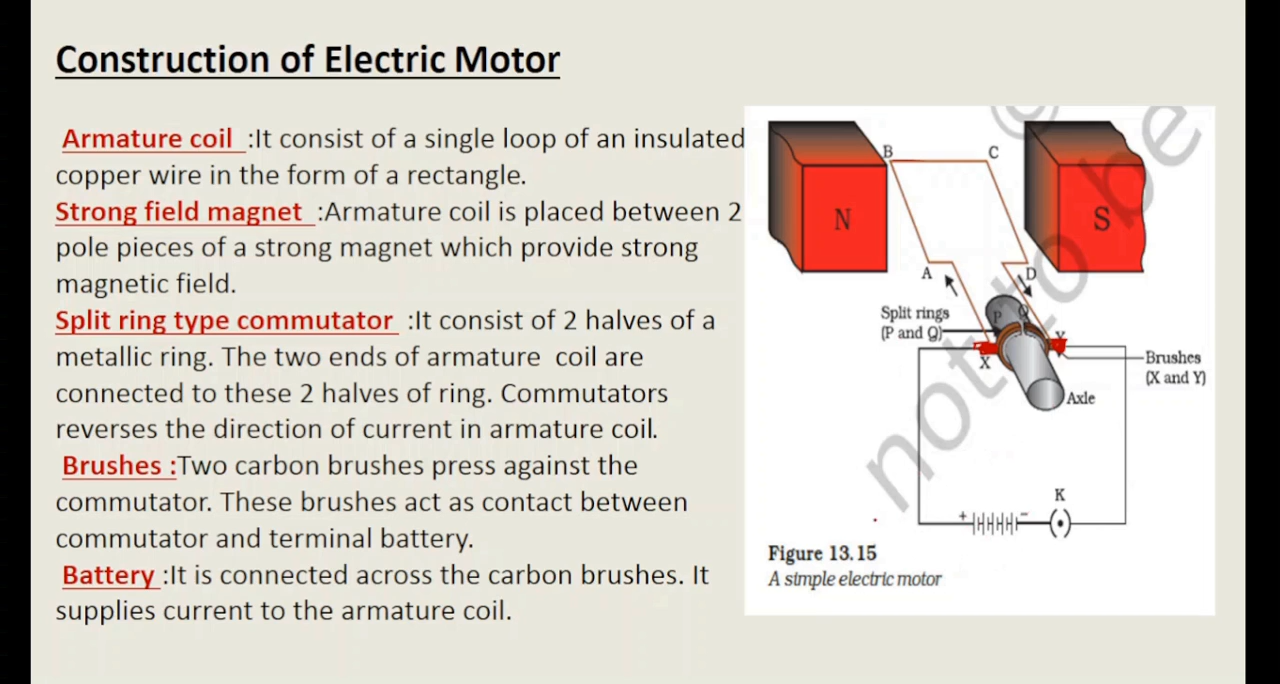 Construction of Electric Motor
Armature coil :It consist of a single loop of an insulated
copper wire in the form of a rectangle.
Strong field magnet :Armature coil is placed between 2
pole pieces of a strong magnet which provide strong
magnetic field.
Split ring type commutator :It consist of 2 halves of a
metallic ring. The two ends of armature coil are
connected to these 2 halves of ring. Commutators
reverses the direction of current in armature coil.
Brushes :Two carbon brushes press against the
commutator. These brushes act as contact between
commutator and terminal battery.
Battery :It is connected across the carbon brushes. It
supplies current to the armature coil.
B
C
N
S
A
D
Split rings
(P and Q)
P
Q
X
Y
Brushes
(X and Y)
Axle
K
+
–
not to be
Figure 13.15
A simple electric motor